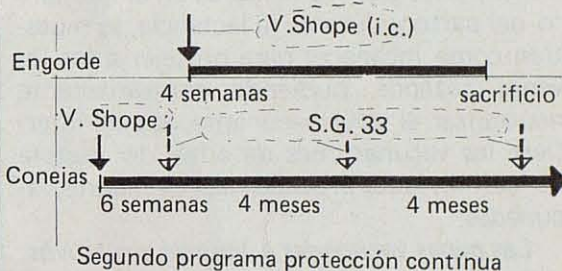 V.Shope (i.c.)
Engorde
4 semanas sacrificio
V. Shope S.G. 33
Conejas
6 semanas 4 meses 4 meses
Segundo programa protección contínua